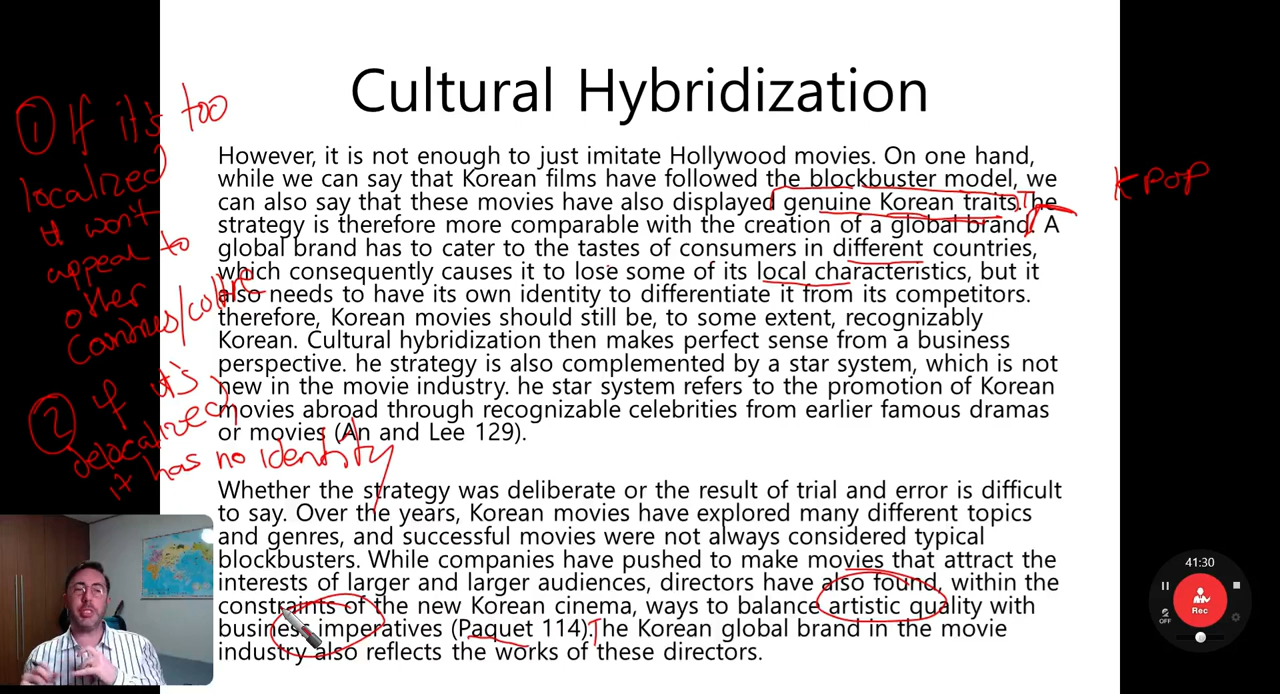 Cultural Hybridization
① If it's too
localized
it won't
appeal to
other
Countries/culture
② If it's
delocalized,
it has no identity
However, it is not enough to just imitate Hollywood movies. On one hand,
while we can say that Korean films have followed the blockbuster model, we
can also say that these movies have also displayed genuine Korean traits. The
strategy is therefore more comparable with the creation of a global brand. A
global brand has to cater to the tastes of consumers in different countries,
which consequently causes it to lose some of its local characteristics, but it
also needs to have its own identity to differentiate it from its competitors.
therefore, Korean movies should still be, to some extent, recognizably
Korean. Cultural hybridization then makes perfect sense from a business
perspective. he strategy is also complemented by a star system, which is not
new in the movie industry. he star system refers to the promotion of Korean
movies abroad through recognizable celebrities from earlier famous dramas
or movies (An and Lee 129).
Whether the strategy was deliberate or the result of trial and error is difficult
to say. Over the years, Korean movies have explored many different topics
and genres, and successful movies were not always considered typical
blockbusters. While companies have pushed to make movies that attract the
interests of larger and larger audiences, directors have also found, within the
constraints of the new Korean cinema, ways to balance artistic quality with
business imperatives (Paquet 114). The Korean global brand in the movie
industry also reflects the works of these directors.
KPOP
41:30
Rec
OFF